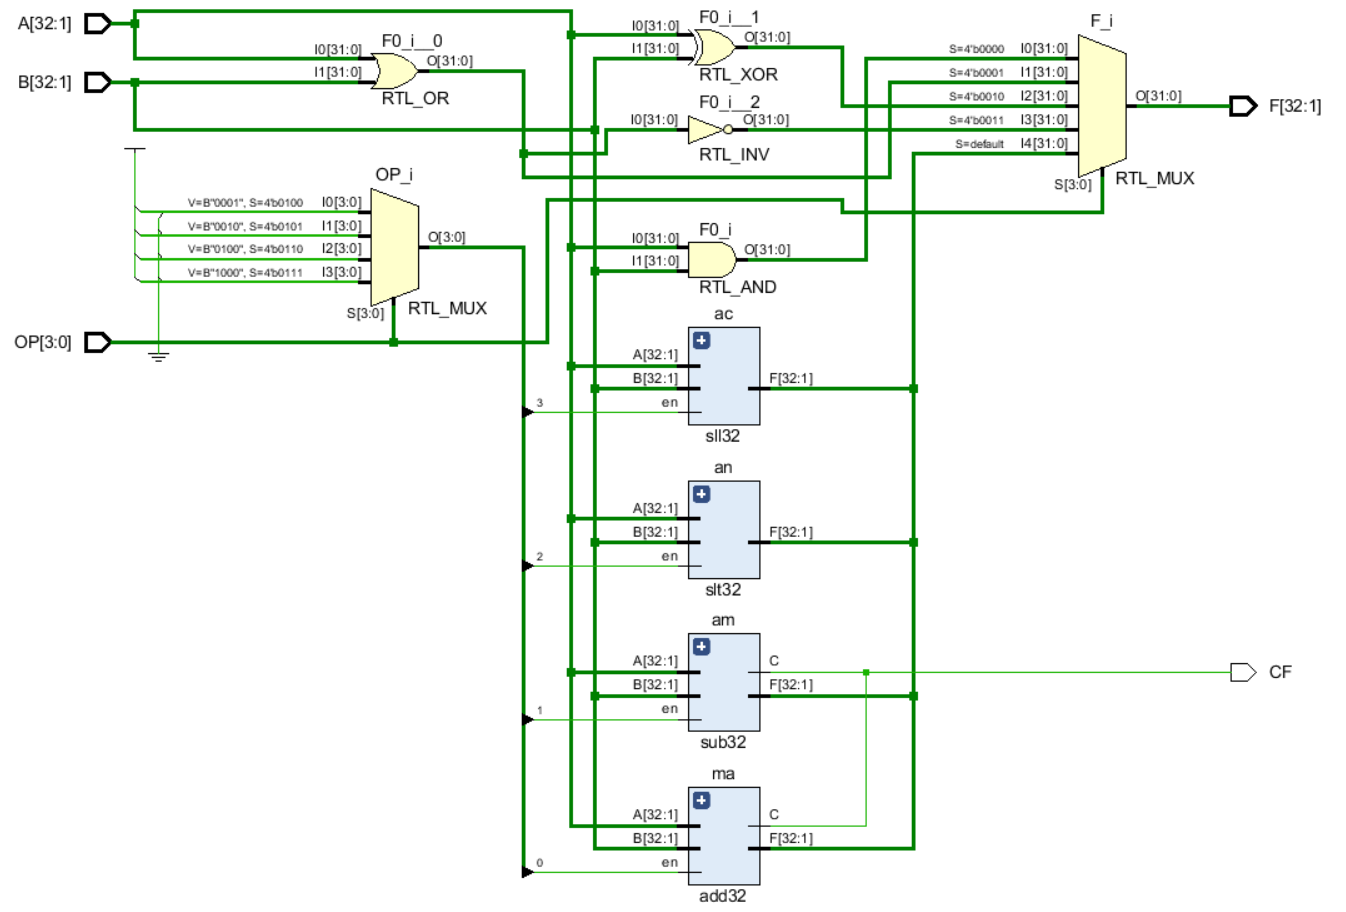 A[32:1]
B[32:1]
I0[31:0]
I1[31:0]
F0_i__0
O[31:0]
RTL_OR
I0[31:0]
I1[31:0]
F0_i__1
O[31:0]
RTL_XOR
F0_i__2
I0[31:0]
O[31:0]
RTL_INV
F_i
S=4'b0000 I0[31:0]
S=4'b0001 I1[31:0]
S=4'b0010 I2[31:0]
S=4'b0011 I3[31:0]
S=default I4[31:0]
S[3:0]
O[31:0]
RTL_MUX
F[32:1]
OP_i
V=B"0001", S=4'b0100 I0[3:0]
V=B"0010", S=4'b0101 I1[3:0]
V=B"0100", S=4'b0110 I2[3:0]
V=B"1000", S=4'b0111 I3[3:0]
S[3:0]
O[3:0]
RTL_MUX
OP[3:0]
F0_i
I0[31:0]
I1[31:0]
O[31:0]
RTL_AND
ac
A[32:1]
B[32:1]
3 en
F[32:1]
sll32
an
A[32:1]
B[32:1]
2 en
F[32:1]
slt32
am
A[32:1]
B[32:1]
1 en
C
F[32:1]
sub32
CF
ma
A[32:1]
B[32:1]
0 en
C
F[32:1]
add32